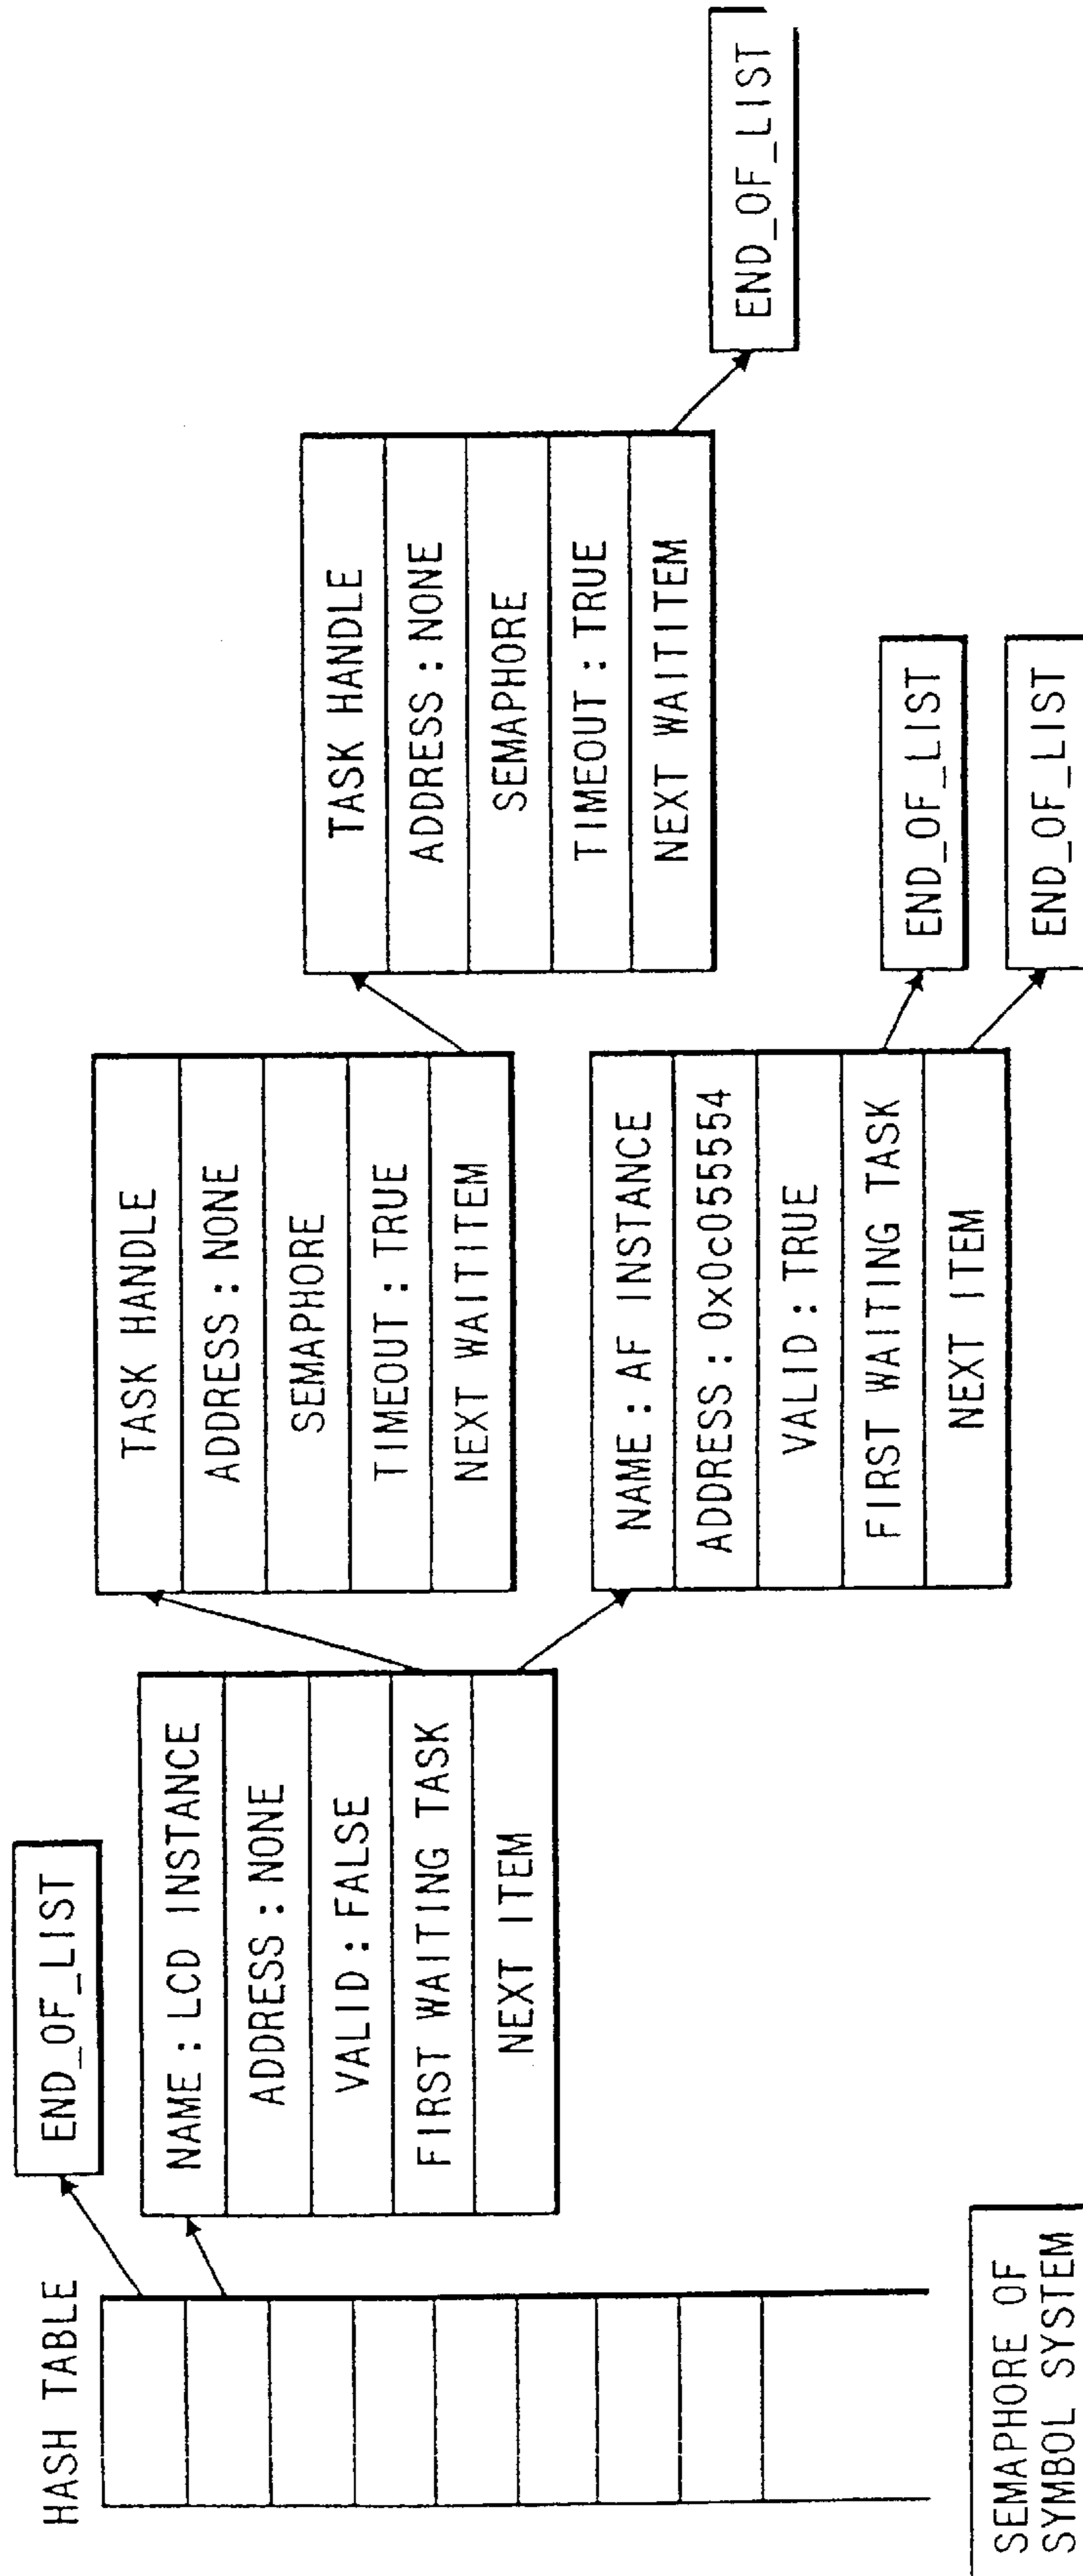 HASH TABLE
END_OF_LIST
NAME : LCD INSTANCE
ADDRESS : NONE
VALID : FALSE
FIRST WAITING TASK
NEXT ITEM
TASK HANDLE
ADDRESS : NONE
SEMAPHORE
TIMEOUT : TRUE
NEXT WAITITEM
TASK HANDLE
ADDRESS : NONE
SEMAPHORE
TIMEOUT : TRUE
NEXT WAITITEM
END_OF_LIST
NAME : AF INSTANCE
ADDRESS : 0x0c055554
VALID : TRUE
FIRST WAITING TASK
NEXT ITEM
END_OF_LIST
END_OF_LIST
SEMAPHORE OF
SYMBOL SYSTEM